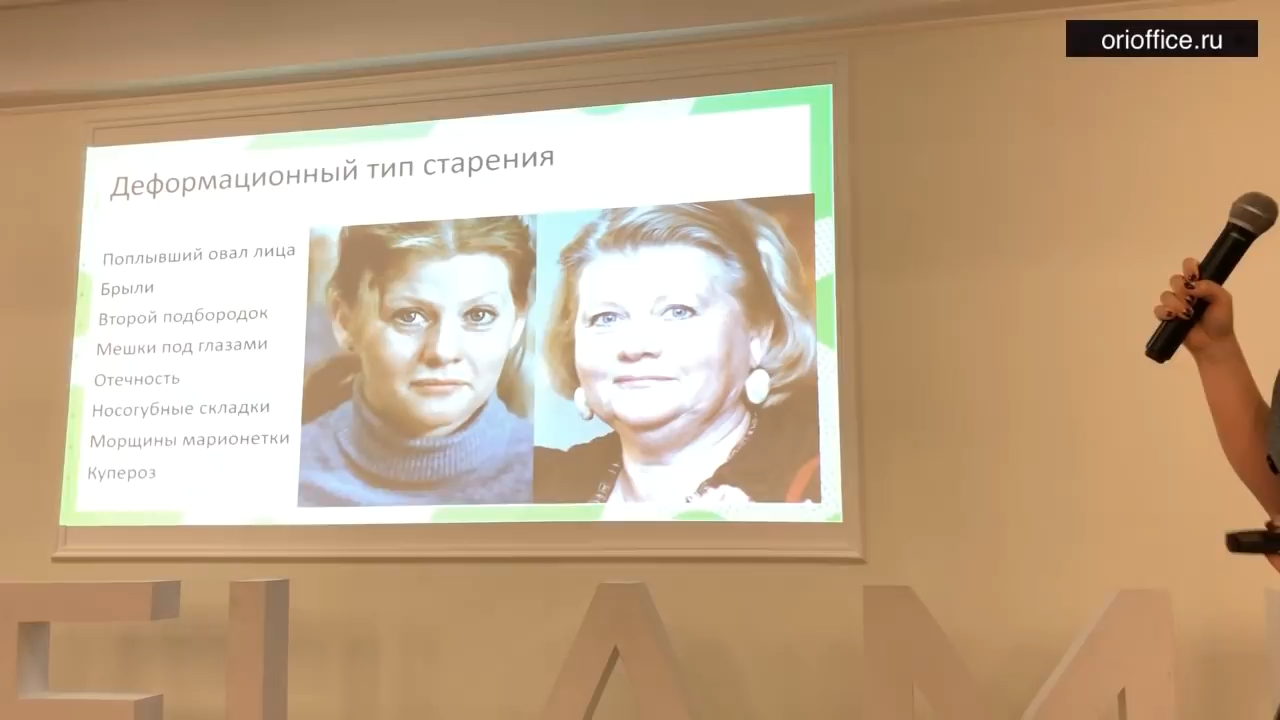 orioffice.ru
Деформационный тип старения
Поплывший овал лица
Брыли
Второй подбородок
Мешки под глазами
Отечность
Носогубные складки
Морщины марионетки
Купероз